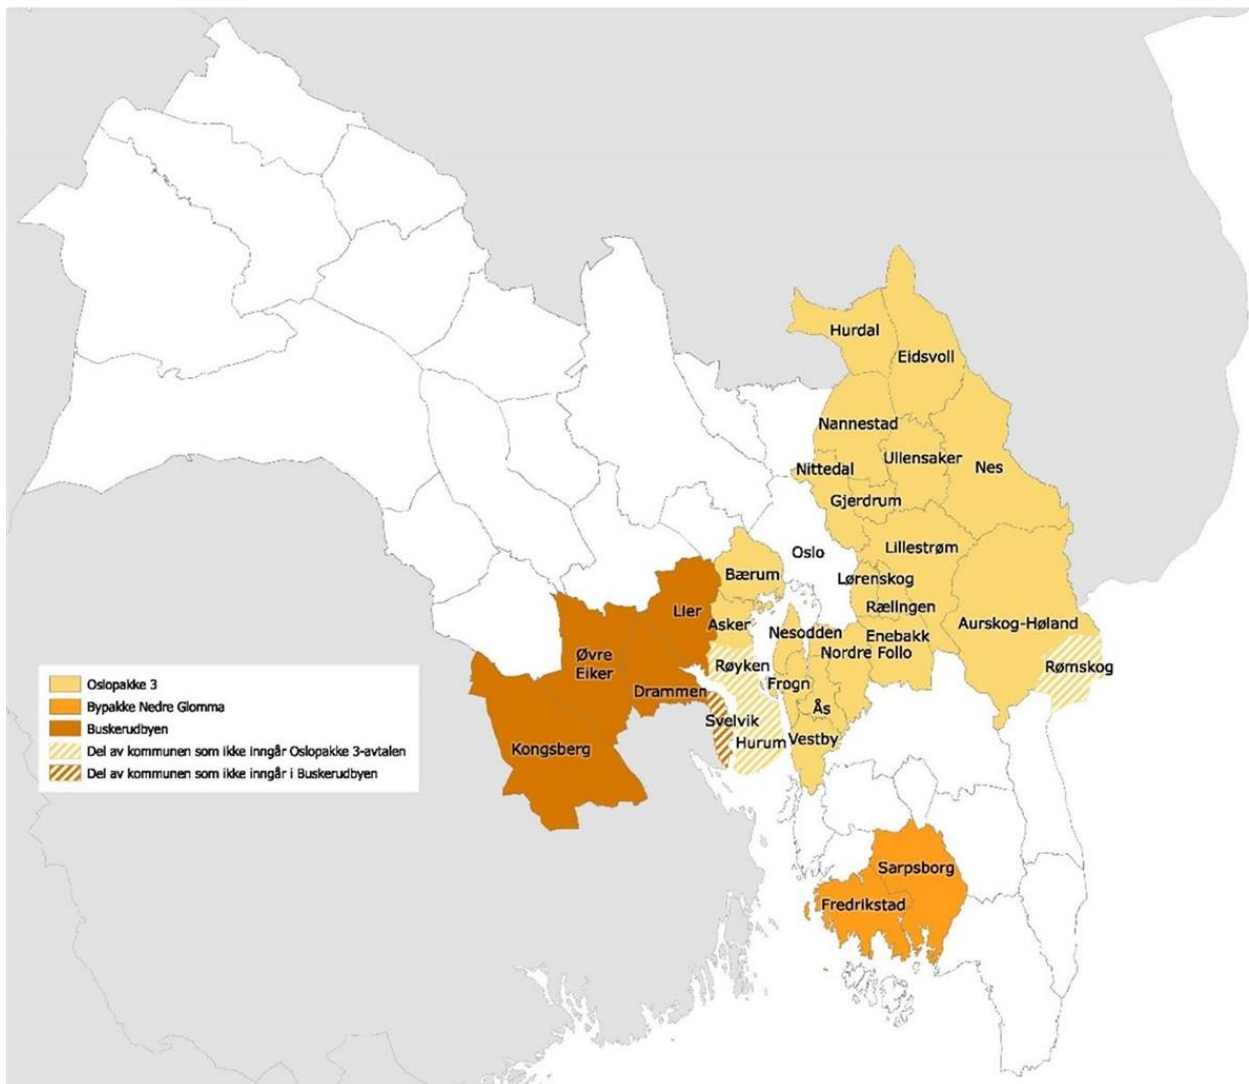 Hurdal
Eidsvoll
Nannestad
Ullensaker
Nittedal
Nes
Gjerdrum
Oslo
Lillestrøm
Bærum
Lørenskog
Rælingen
Lier
Asker
Nesodden
Enebakk
Aurskog-Høland
Nordre Follo
Øvre
Eiker
Røyken
Rømskog
Frogn
Drammen
Ås
Svelvik
Hurum
Vestby
Kongsberg
Oslopakke 3
Bypakke Nedre Glomma
Buskerudbyen
Del av kommunen som ikke inngår Oslopakke 3-avtalen
Del av kommunen som ikke inngår i Buskerudbyen
Sarpsborg
Fredrikstad